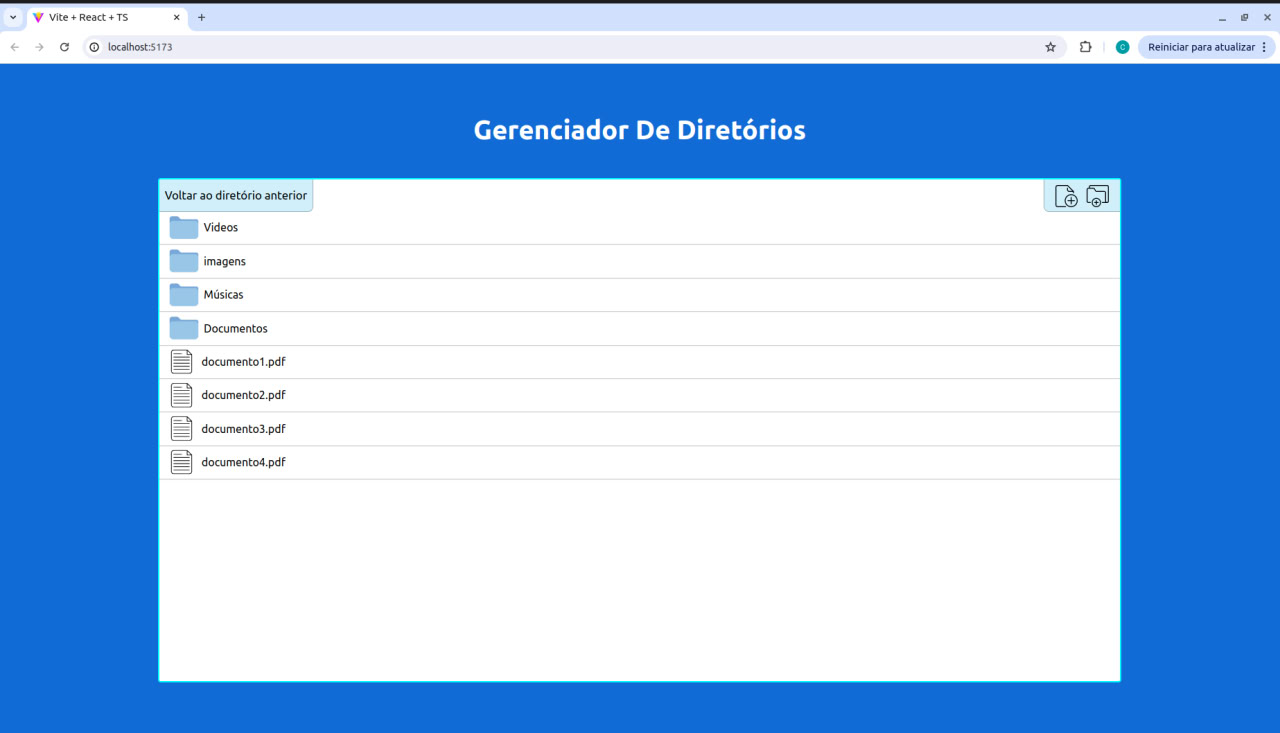 Vite + React + TS
localhost:5173
C
Reiniciar para atualizar
Gerenciador De Diretórios
Voltar ao diretório anterior
Videos
imagens
Músicas
Documentos
documento1.pdf
documento2.pdf
documento3.pdf
documento4.pdf